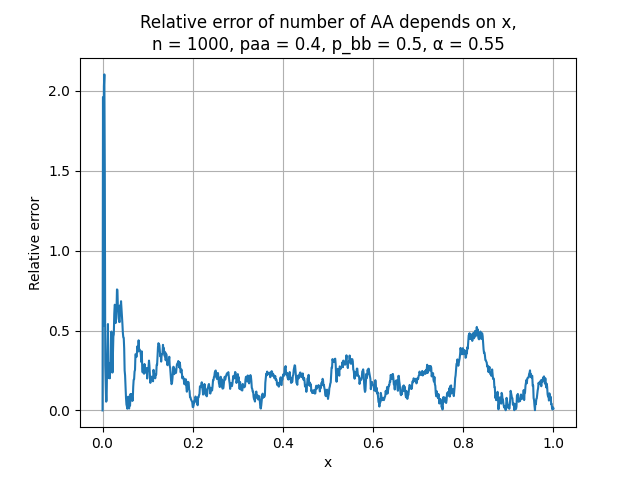 Relative error of number of AA depends on x,
n = 1000, paa = 0.4, p_bb = 0.5, α = 0.55
Relative error
2.0
1.5
1.0
0.5
0.0
0.0 0.2 0.4 0.6 0.8 1.0
x